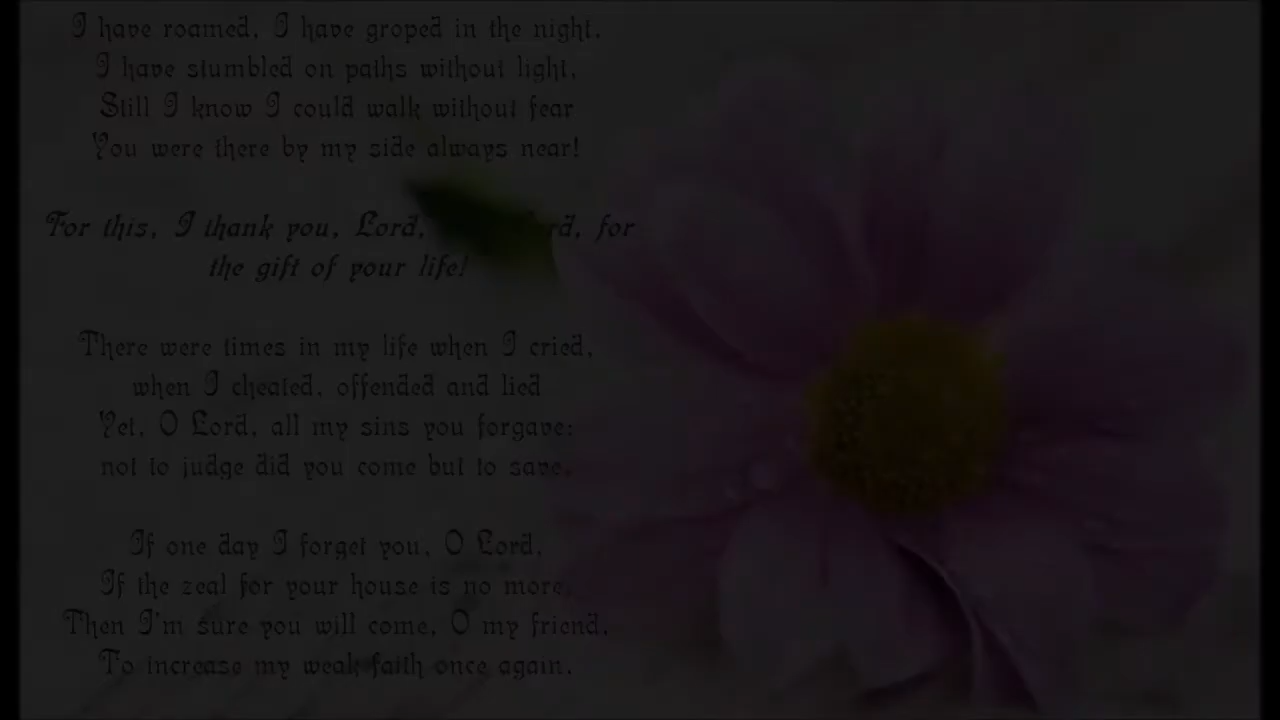 I have roamed, I have groped in the night,
I have stumbled on paths without light,
Still I know I could walk without fear
You were there by my side always near!
For this, I thank you, Lord, rd, for
the gift of your life!
There were times in my life when I cried,
when I cheated, offended and lied
Yet, O Lord, all my sins you forgave:
not to judge did you come but to save.
If one day I forget you, O Lord,
If the zeal for your house is no more,
Then I'm sure you will come, O my friend,
To increase my weak faith once again.